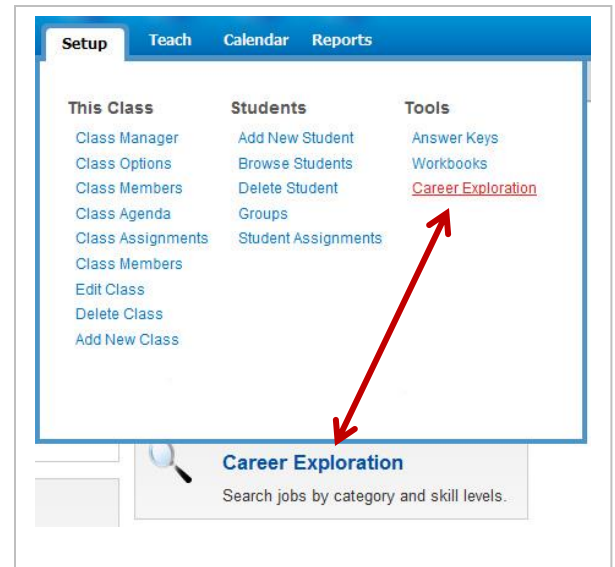 Setup Teach Calendar Reports
This Class
Class Manager
Class Options
Class Members
Class Agenda
Class Assignments
Class Members
Edit Class
Delete Class
Add New Class
Students
Add New Student
Browse Students
Delete Student
Groups
Student Assignments
Tools
Answer Keys
Workbooks
Career Exploration
Career Exploration
Search jobs by category and skill levels.